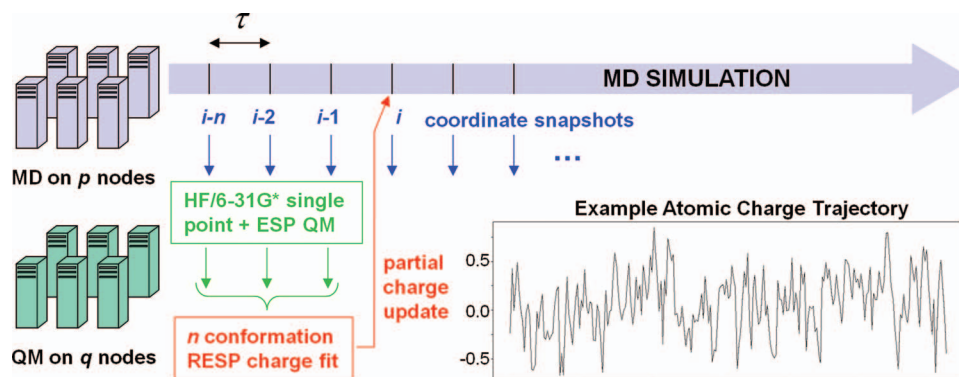 τ
MD SIMULATION
i-n
i-2
i-1
i
coordinate snapshots
...
MD on p nodes
HF/6-31G* single
point + ESP QM
partial
charge
update
n conformation
RESP charge fit
QM on q nodes
Example Atomic Charge Trajectory
0.5
0.0
-0.5